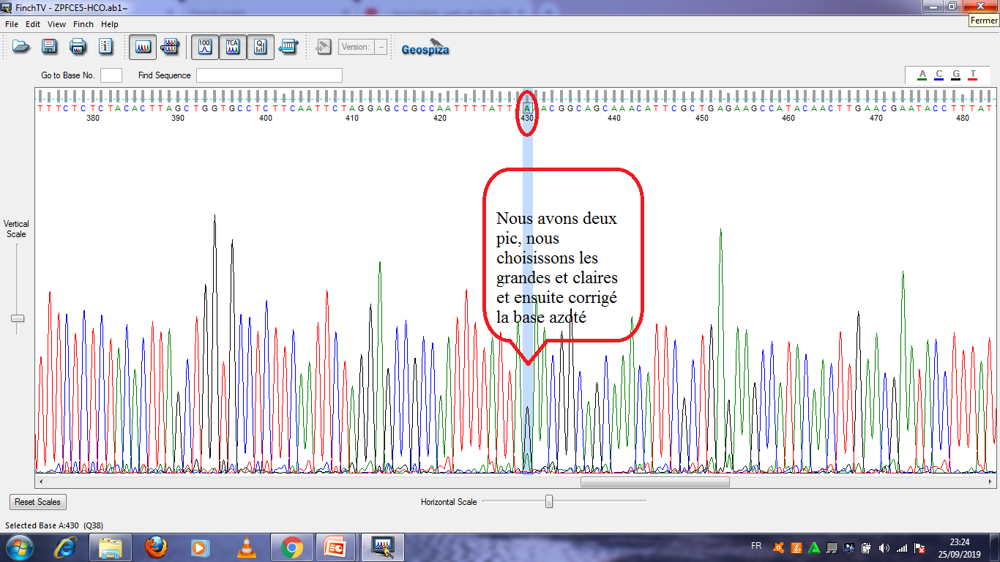 FinchTV - ZPFCE5-HCO.ab1~
Fermer
File Edit View Finch Help
100 TCA Version: -- Geospiza
Go to Base No. Find Sequence A C G T
T T T C T C T C T A C A C T T A G C T G G T G C C T C T T C A A T T C T A G G A G C C G C C A A T T T T A T T A A A C G G C A G C A A A C A T T C G C T G A G A A G C C A T A C A A C T T G A A C G A A T A C C T T T A T
380 390 400 410 420 430 440 450 460 470 480
Vertical
Scale
Nous avons deux
pic, nous
choisissons les
grandes et claires
et ensuite corrigé
la base azoté
Reset Scales Horizontal Scale
Selected Base A:430 (Q38)
FR
23:24
25/09/2019